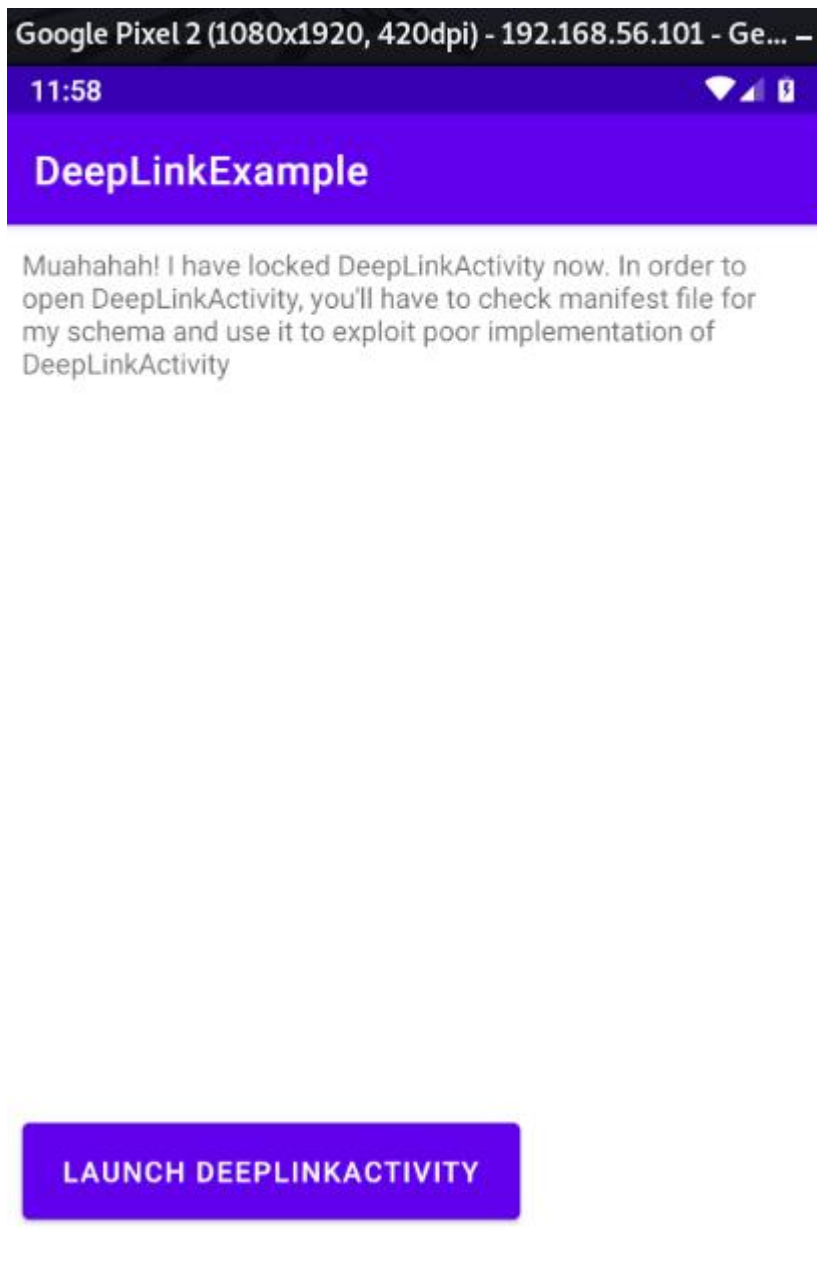 Google Pixel 2 (1080x1920, 420dpi) - 192.168.56.101 - Ge... –
11:58
DeepLinkExample
Muahahah! I have locked DeepLinkActivity now. In order to
open DeepLinkActivity, you'll have to check manifest file for
my schema and use it to exploit poor implementation of
DeepLinkActivity
LAUNCH DEEPLINKACTIVITY